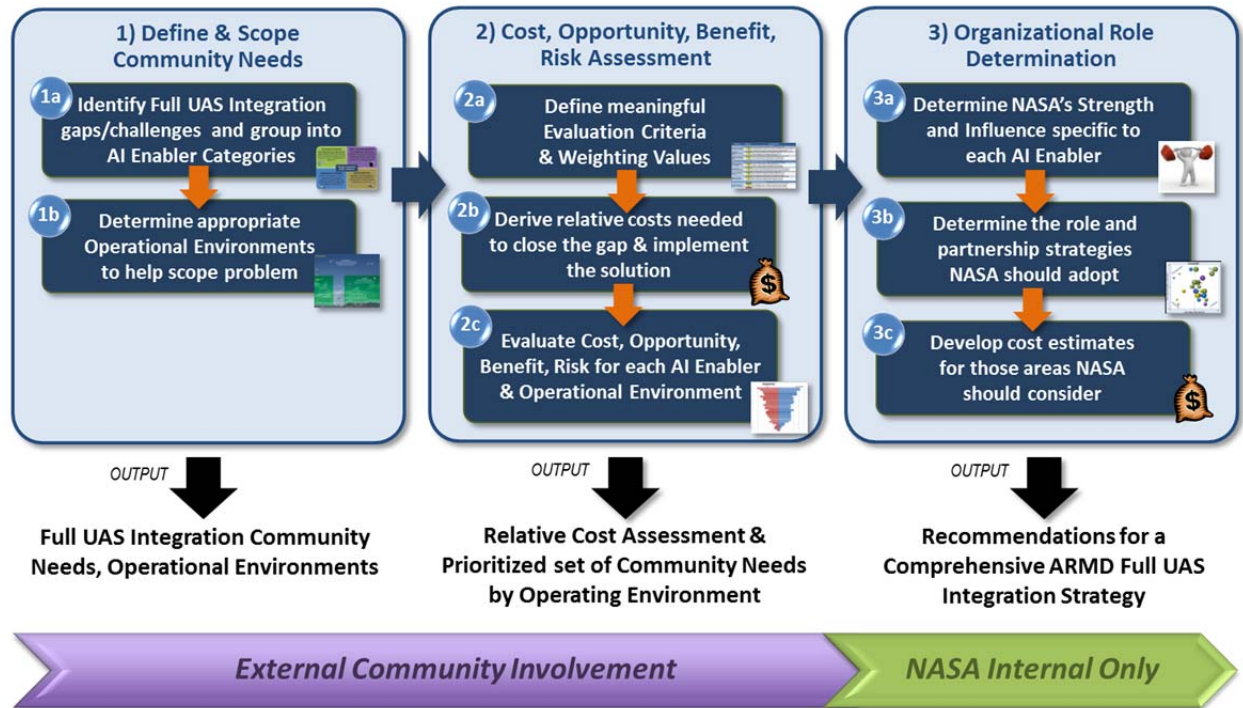 1) Define & Scope
Community Needs
1a
Identify Full UAS Integration
gaps/challenges and group into
AI Enabler Categories
1b
Determine appropriate
Operational Environments
to help scope problem
OUTPUT
Full UAS Integration Community
Needs, Operational Environments
2) Cost, Opportunity, Benefit,
Risk Assessment
2a
Define meaningful
Evaluation Criteria
& Weighting Values
2b
Derive relative costs needed
to close the gap & implement
the solution
$
2c
Evaluate Cost, Opportunity,
Benefit, Risk for each AI Enabler
& Operational Environment
OUTPUT
Relative Cost Assessment &
Prioritized set of Community Needs
by Operating Environment
3) Organizational Role
Determination
3a
Determine NASA's Strength
and Influence specific to
each AI Enabler
3b
Determine the role and
partnership strategies
NASA should adopt
3c
Develop cost estimates
for those areas NASA
should consider
$
OUTPUT
Recommendations for a
Comprehensive ARMD Full UAS
Integration Strategy
External Community Involvement
NASA Internal Only